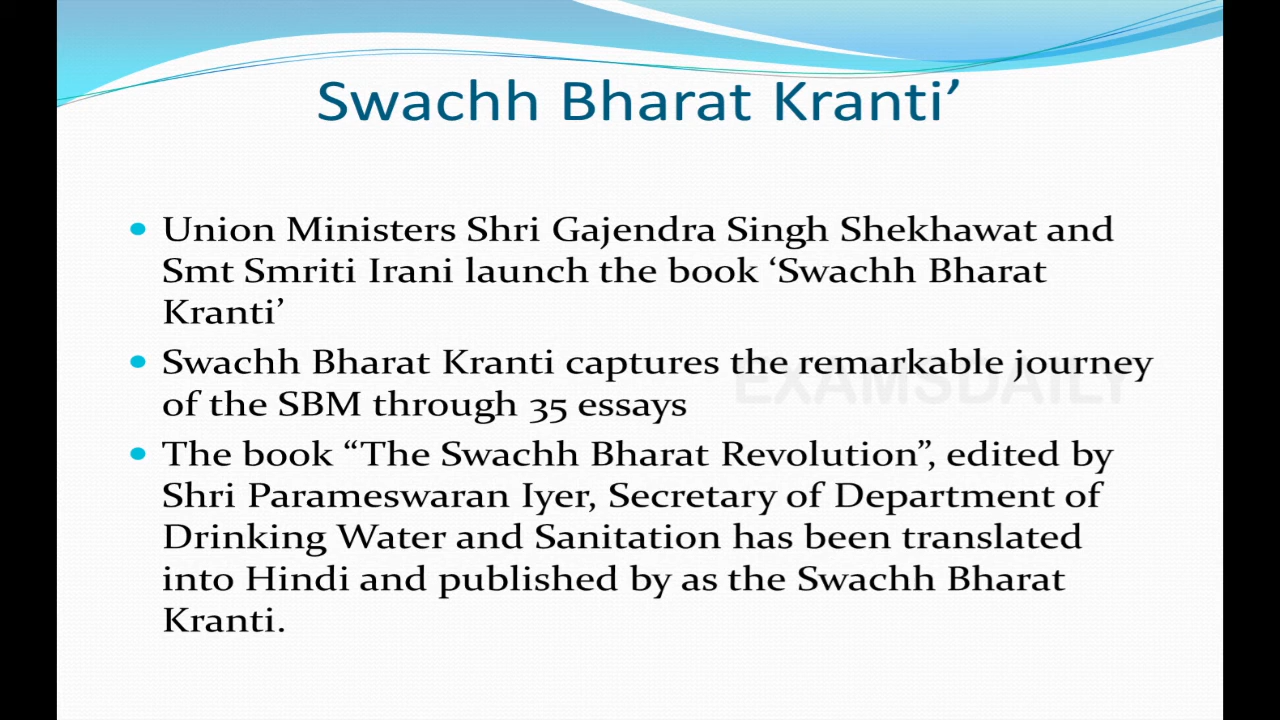 Swachh Bharat Kranti’
• Union Ministers Shri Gajendra Singh Shekhawat and
Smt Smriti Irani launch the book ‘Swachh Bharat
Kranti’
• Swachh Bharat Kranti captures the remarkable journey
of the SBM through 35 essays
EXAMSDAILY
• The book “The Swachh Bharat Revolution”, edited by
Shri Parameswaran Iyer, Secretary of Department of
Drinking Water and Sanitation has been translated
into Hindi and published by as the Swachh Bharat
Kranti.